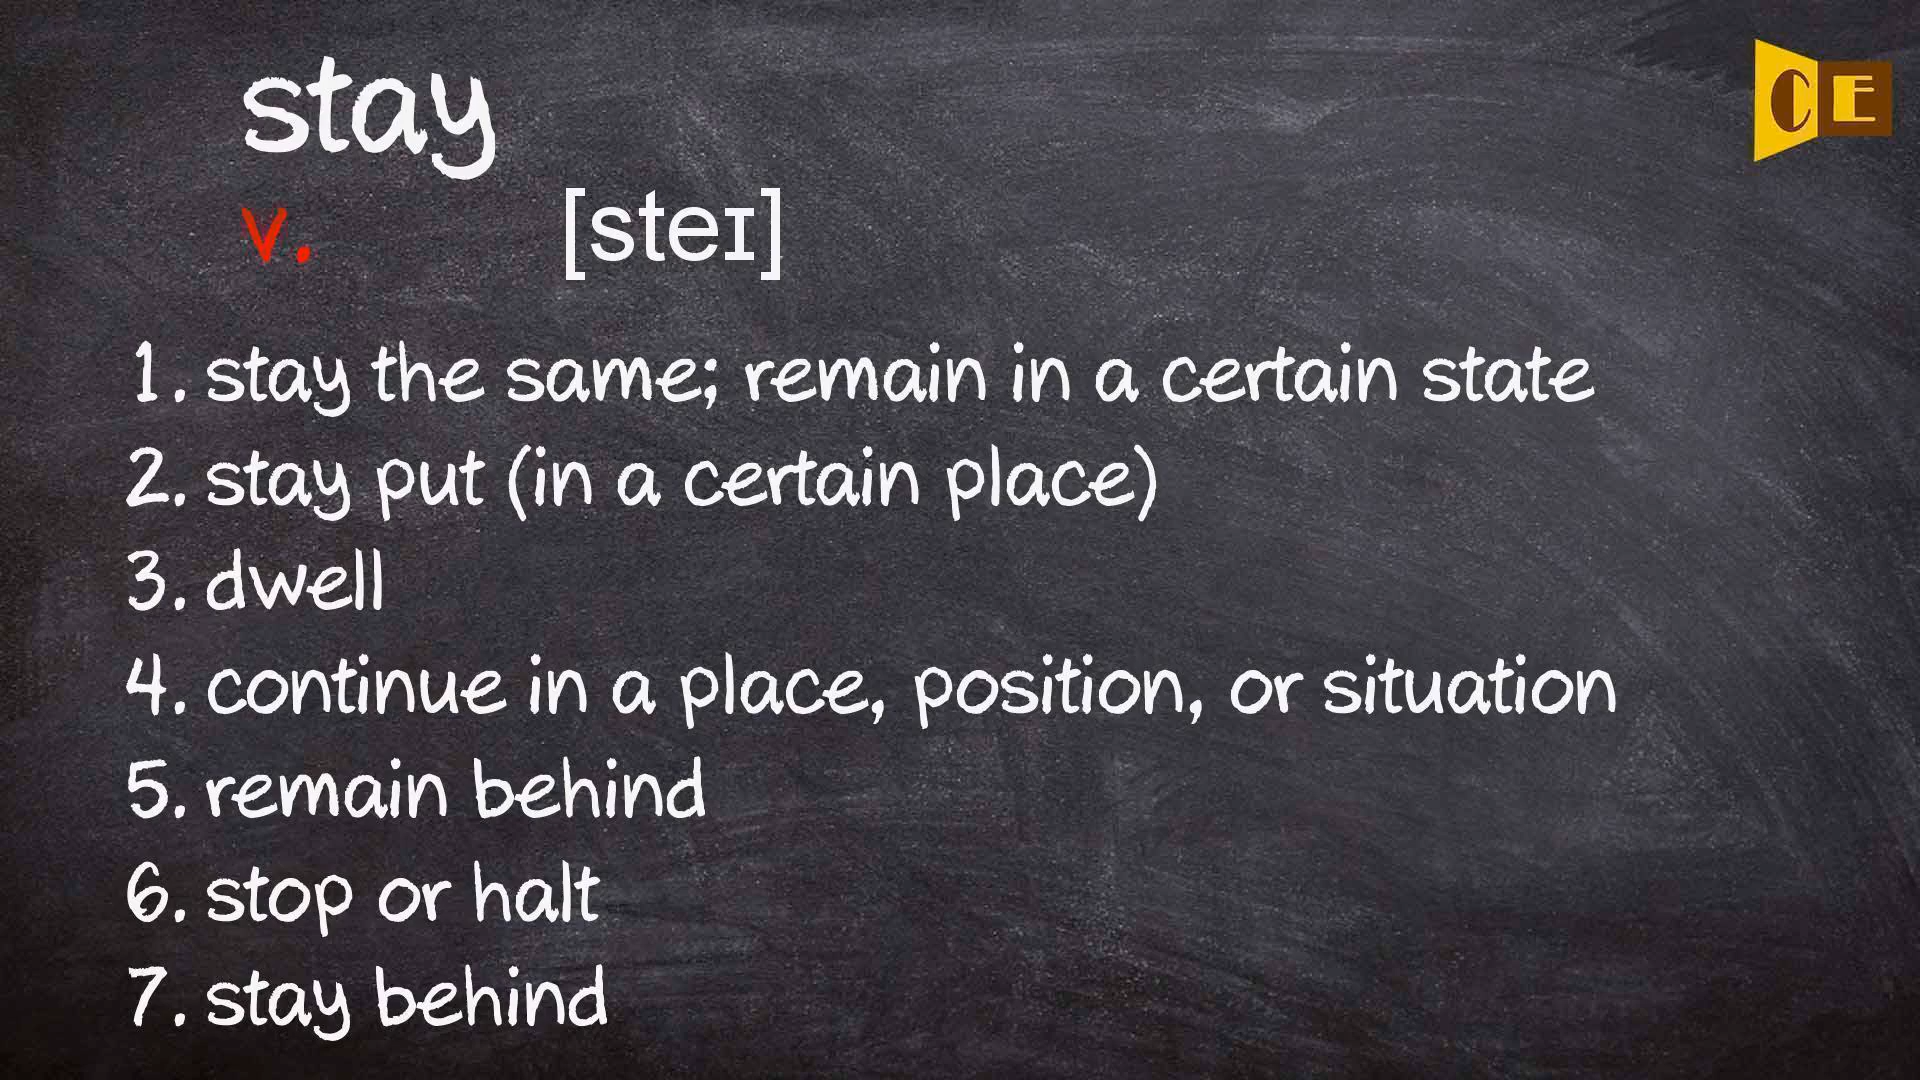 stay
CE
v. [steɪ]
1. stay the same; remain in a certain state
2. stay put (in a certain place)
3. dwell
4. continue in a place, position, or situation
5. remain behind
6. stop or halt
7. stay behind